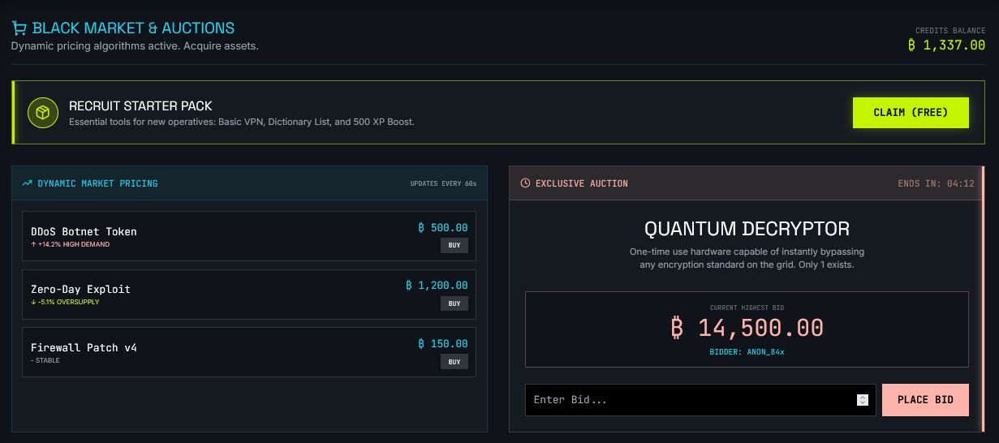 BLACK MARKET & AUCTIONS
Dynamic pricing algorithms active. Acquire assets.
CREDITS BALANCE
₿ 1,337.00
RECRUIT STARTER PACK
Essential tools for new operatives: Basic VPN, Dictionary List, and 500 XP Boost.
CLAIM (FREE)
DYNAMIC MARKET PRICING
UPDATES EVERY 60s
DDoS Botnet Token
↑ +14.2% HIGH DEMAND
₿ 500.00
BUY
Zero-Day Exploit
↓ -5.1% OVERSUPPLY
₿ 1,200.00
BUY
Firewall Patch v4
- STABLE
₿ 150.00
BUY
EXCLUSIVE AUCTION
ENDS IN: 04:12
QUANTUM DECRYPTOR
One-time use hardware capable of instantly bypassing
any encryption standard on the grid. Only 1 exists.
CURRENT HIGHEST BID
₿ 14,500.00
BIDDER: ANON_84x
Enter Bid...
PLACE BID